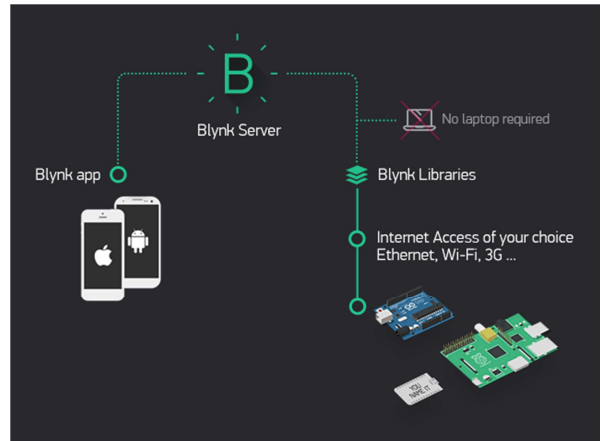 B
Blynk Server
No laptop required
Blynk app
Blynk Libraries
Internet Access of your choice
Ethernet, Wi-Fi, 3G ...
YOU
NAME IT